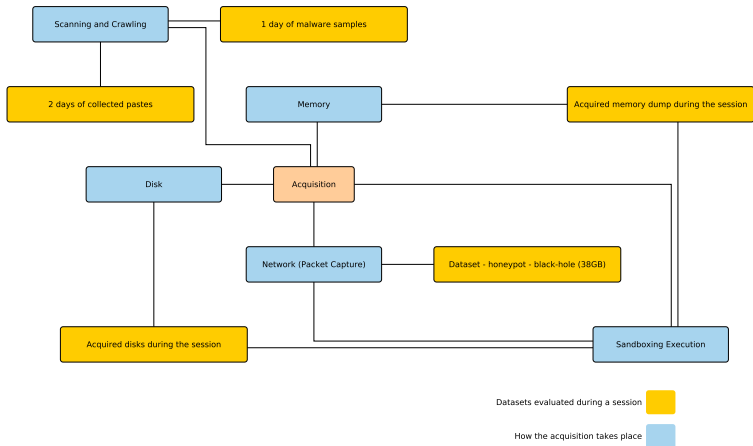 Scanning and Crawling
1 day of malware samples
2 days of collected pastes
Memory
Acquired memory dump during the session
Disk
Acquisition
Network (Packet Capture)
Dataset - honeypot - black-hole (38GB)
Acquired disks during the session
Sandboxing Execution
Datasets evaluated during a session
How the acquisition takes place